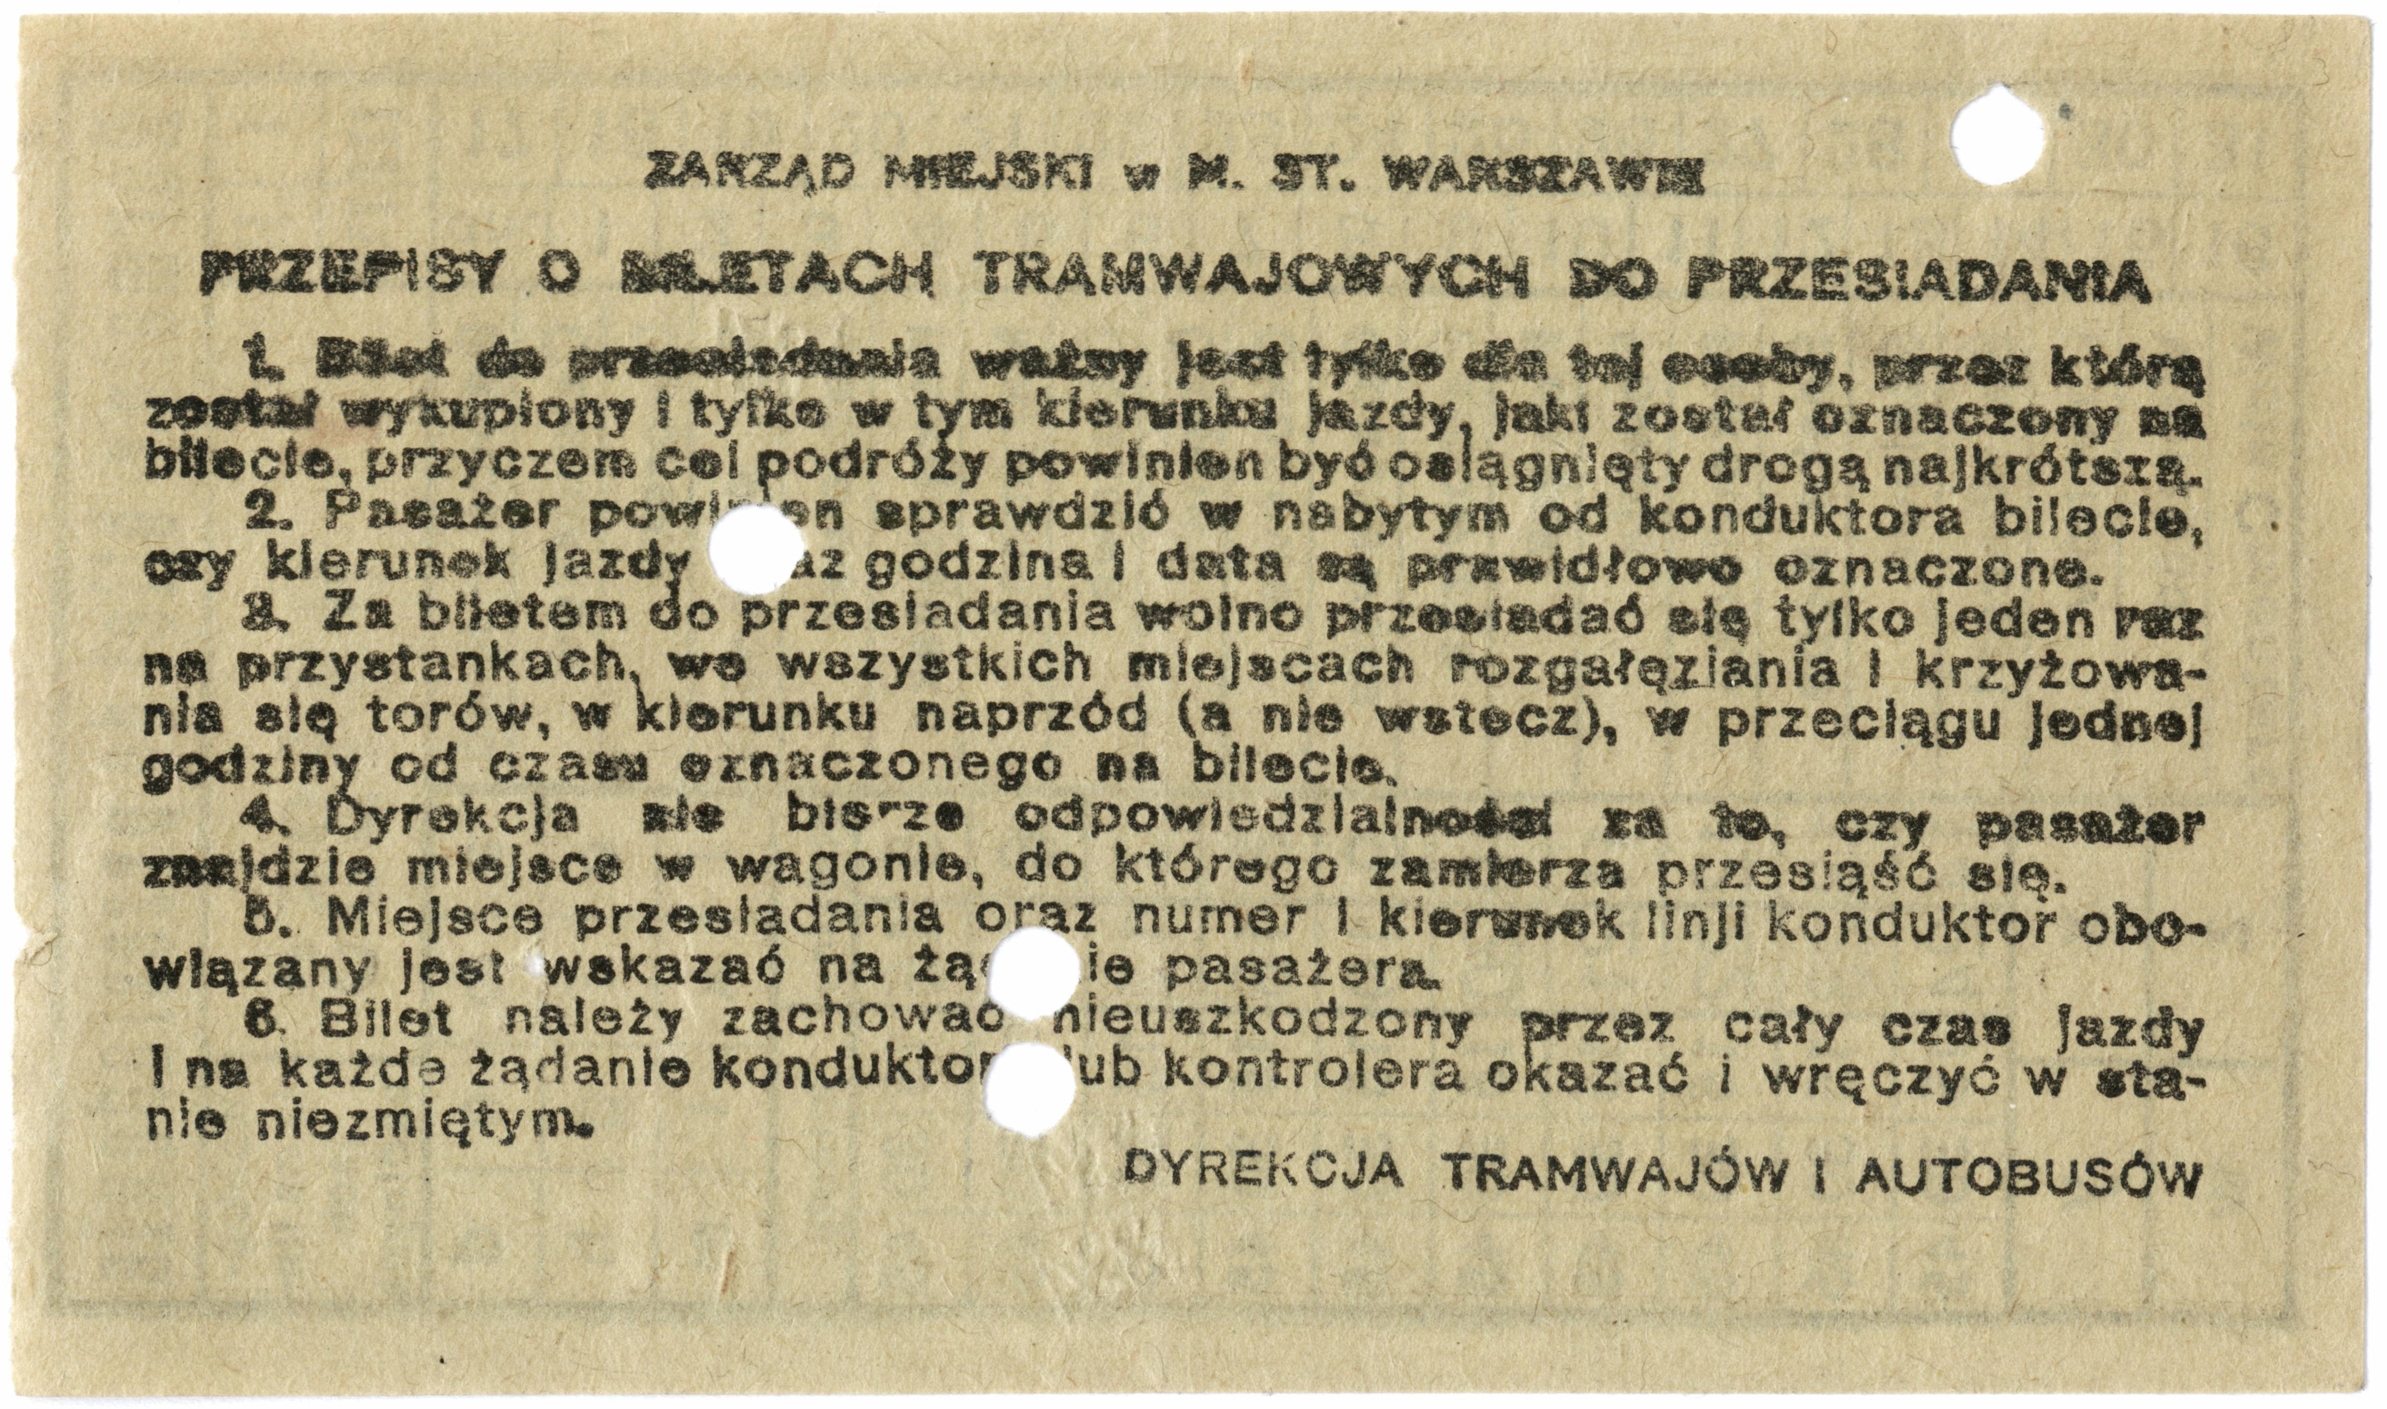 ZARZĄD MIEJSKI w M. ST. WARSZAWIE
PRZEPISY O BILETACH TRAMWAJOWYCH DO PRZESIADANIA
1. Bilet do przesiadania ważny jest tylko dla tej osoby, przez którą
został wykupiony i tylko w tym kierunku jazdy, jaki został oznaczony na
bilecie, przyczem cel podróży powinien być osiągnięty drogą najkrótszą.
2. Pasażer powinien sprawdzić w nabytym od konduktora bilecie,
czy kierunek jazdy oraz godzina i data są prawidłowo oznaczone.
3. Za biletem do przesiadania wolno przesiadać się tylko jeden raz
na przystankach, we wszystkich miejscach rozgałęziania i krzyżowa-
nia się torów, w kierunku naprzód (a nie wstecz), w przeciągu jednej
godziny od czasu oznaczonego na bilecie.
4. Dyrekcja nie bierze odpowiedzialności za to, czy pasażer
znajdzie miejsce w wagonie, do którego zamierza przesiąść się.
5. Miejsce przesiadania oraz numer i kierunek linji konduktor obo-
wiązany jest wskazać na żądanie pasażera.
6. Bilet należy zachować nieuszkodzony przez cały czas jazdy
i na każde żądanie konduktora lub kontrolera okazać i wręczyć w sta-
nie niezmiętym.
DYREKCJA TRAMWAJÓW I AUTOBUSÓW